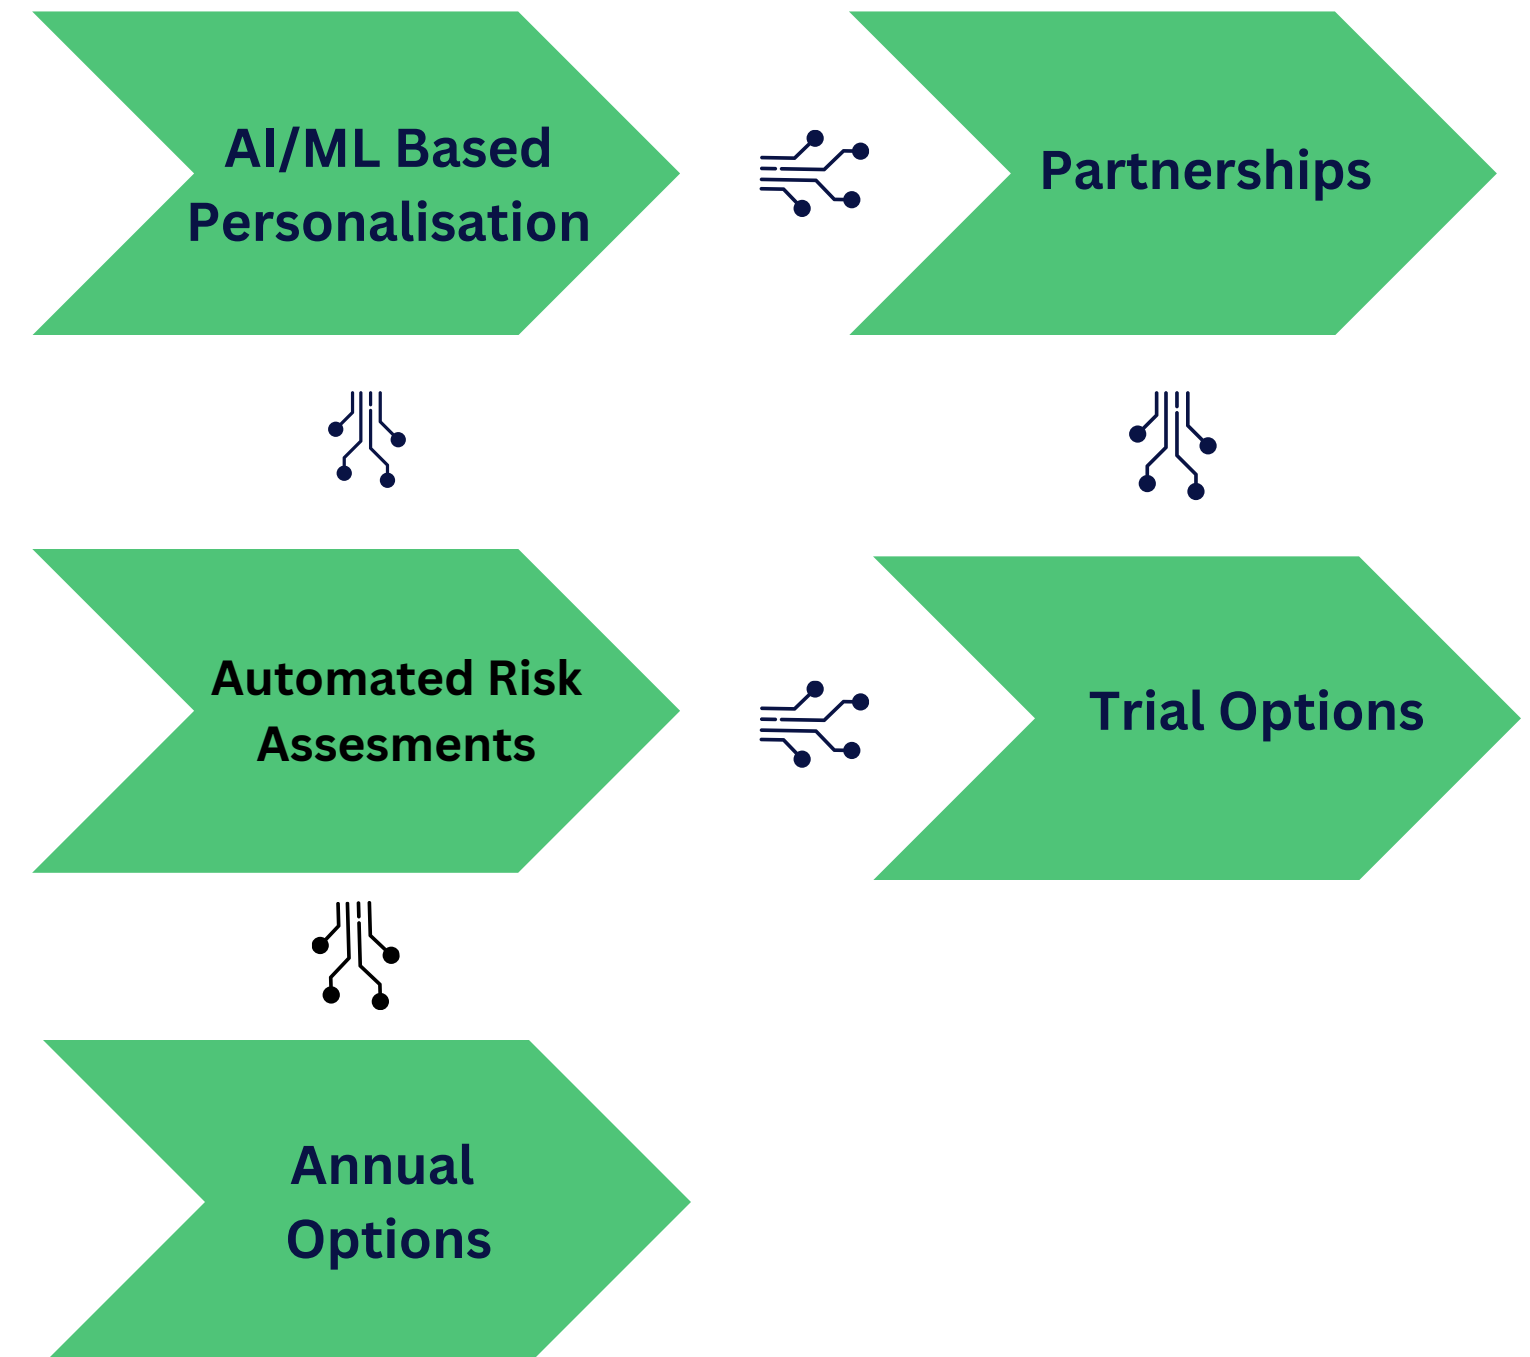 AI/ML Based
Personalisation
Partnerships
Automated Risk
Assesments
Trial Options
Annual
Options